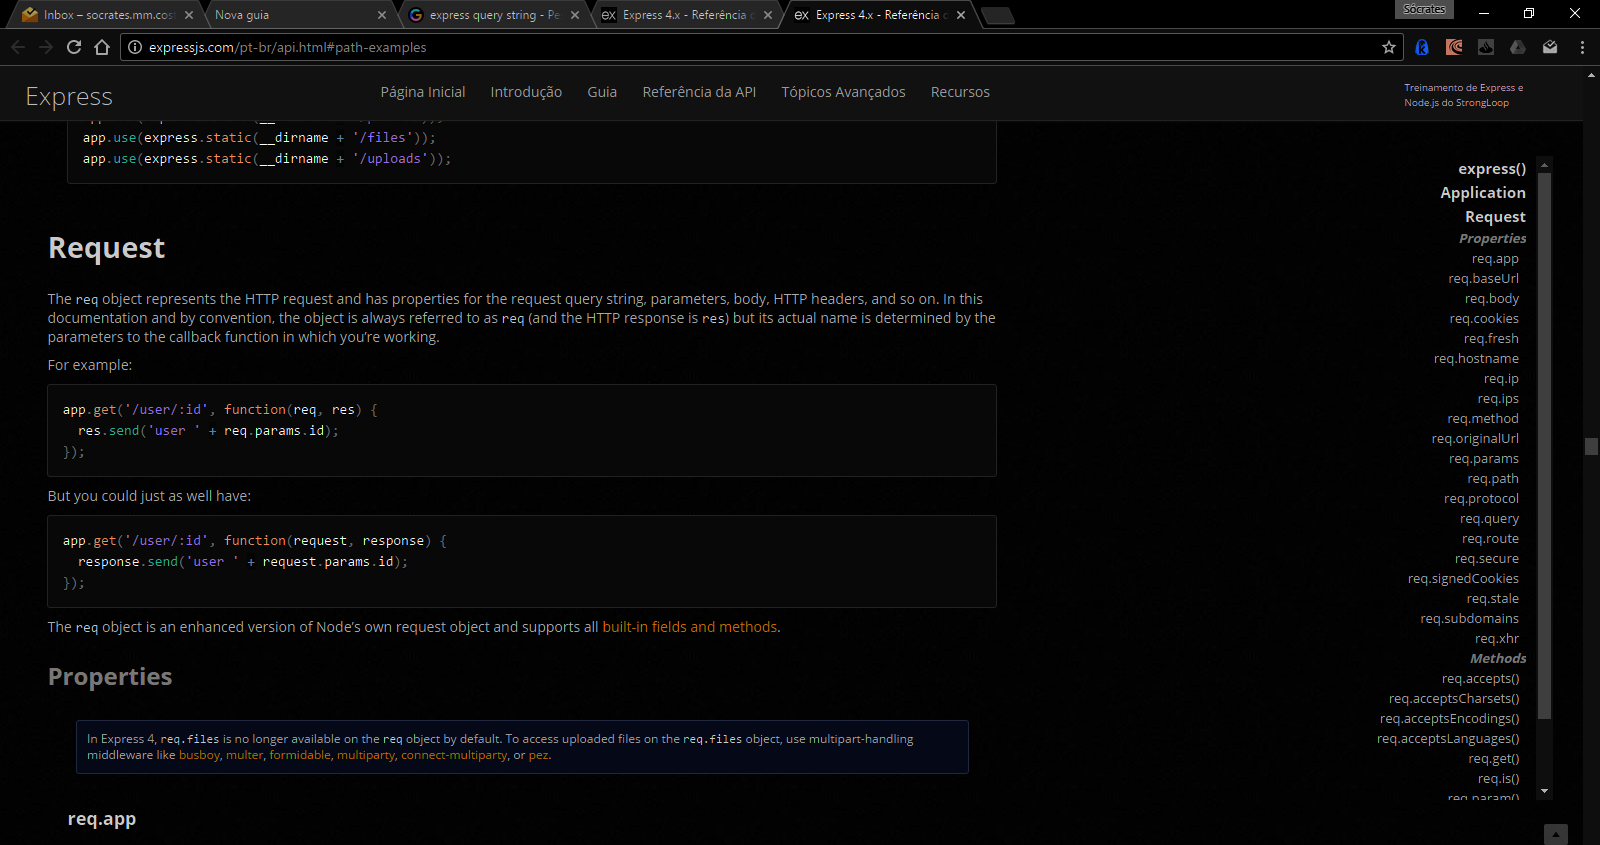 Inbox – socrates.mm.cos
Nova guia
express query string - Pe
Express 4.x - Referência
Express 4.x - Referência
Sócrates
expressjs.com/pt-br/api.html#path-examples
Express
Página Inicial
Introdução
Guia
Referência da API
Tópicos Avançados
Recursos
Treinamento de Express e
Node.js do StrongLoop
app.use(express.static(__dirname + '/files'));
app.use(express.static(__dirname + '/uploads'));
Request
The req object represents the HTTP request and has properties for the request query string, parameters, body, HTTP headers, and so on. In this
documentation and by convention, the object is always referred to as req (and the HTTP response is res) but its actual name is determined by the
parameters to the callback function in which you’re working.
For example:
app.get('/user/:id', function(req, res) {
res.send('user ' + req.params.id);
});
But you could just as well have:
app.get('/user/:id', function(request, response) {
response.send('user ' + request.params.id);
});
The req object is an enhanced version of Node’s own request object and supports all built-in fields and methods.
Properties
In Express 4, req.files is no longer available on the req object by default. To access uploaded files on the req.files object, use multipart-handling
middleware like busboy, multer, formidable, multiparty, connect-multiparty, or pez.
req.app
express()
Application
Request
Properties
req.app
req.baseUrl
req.body
req.cookies
req.fresh
req.hostname
req.ip
req.ips
req.method
req.originalUrl
req.params
req.path
req.protocol
req.query
req.route
req.secure
req.signedCookies
req.stale
req.subdomains
req.xhr
Methods
req.accepts()
req.acceptsCharsets()
req.acceptsEncodings()
req.acceptsLanguages()
req.get()
req.is()
req.param()